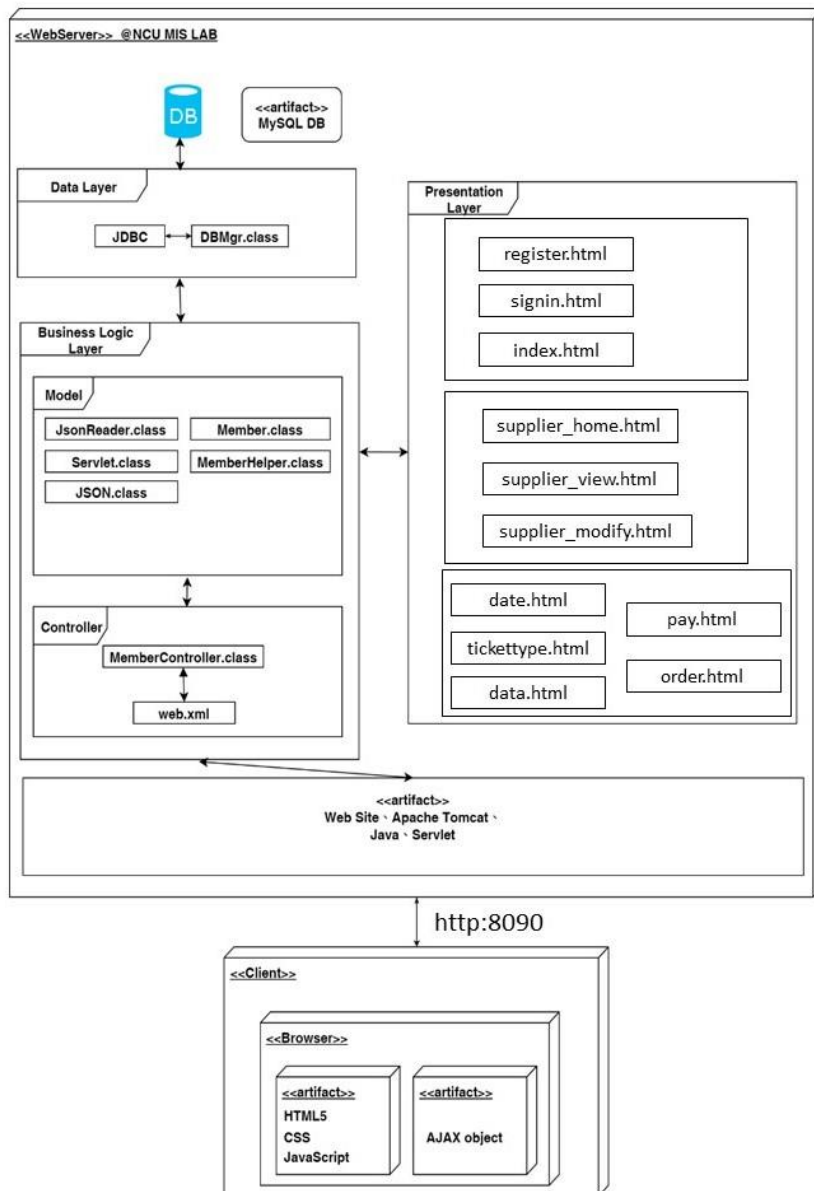 <<WebServer>> @NCU MIS LAB
DB
<<artifact>>
MySQL DB
Data Layer
JDBC
DBMgr.class
Business Logic
Layer
Model
JsonReader.class
Member.class
Servlet.class
MemberHelper.class
JSON.class
Controller
MemberController.class
web.xml
Presentation
Layer
register.html
signin.html
index.html
supplier_home.html
supplier_view.html
supplier_modify.html
date.html
pay.html
tickettype.html
order.html
data.html
<<artifact>>
Web Site、Apache Tomcat、
Java、Servlet
http:8090
<<Client>>
<<Browser>>
<<artifact>>
HTML5
CSS
JavaScript
<<artifact>>
AJAX object